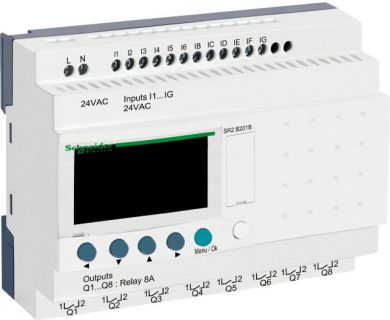 L N I1 I2 I3 I4 I5 I6 IB IC ID IE IF IG
24VAC Inputs I1...IG
24VAC
Schneider
SR2 B201B
Menu / Ok
Outputs
Q1...Q8 : Relay 8A
1 2 1 2 1 2 1 2 1 2 1 2 1 2 1 2
Q1 Q2 Q3 Q4 Q5 Q6 Q7 Q8